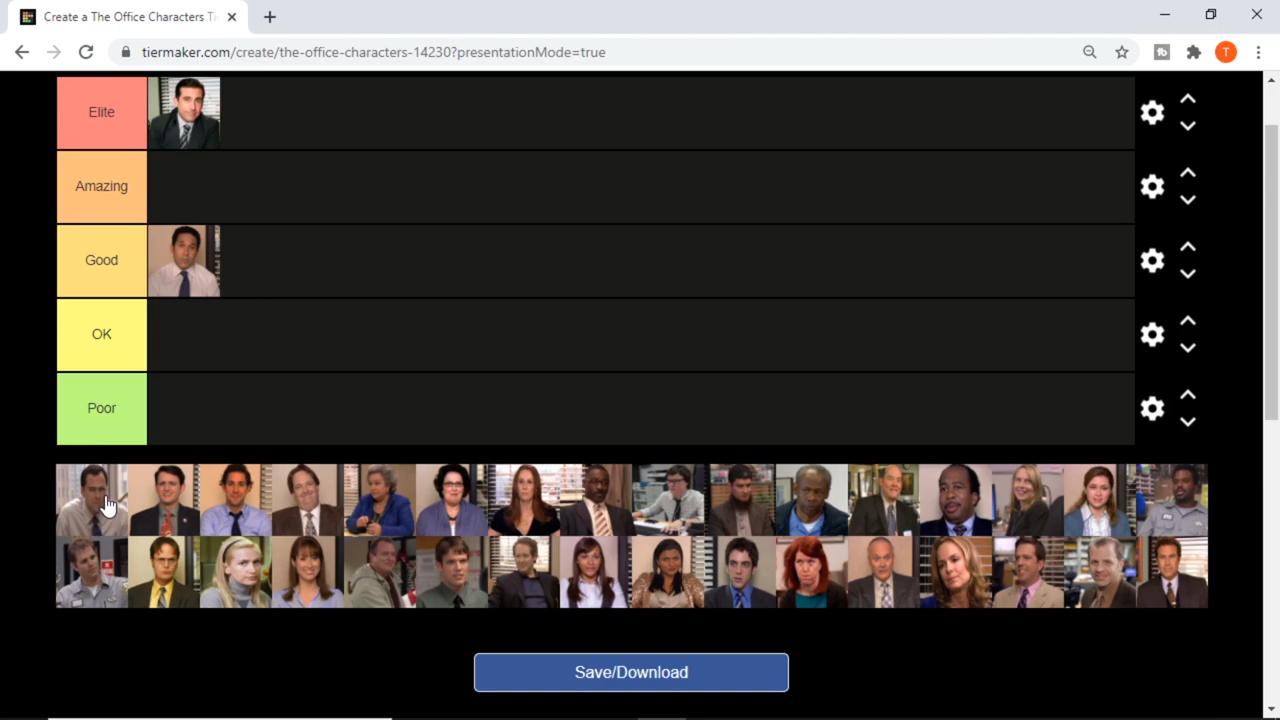 Create a The Office Characters Ti
tiermaker.com/create/the-office-characters-14230?presentationMode=true
T
Elite
Amazing
Good
OK
Poor
Save/Download